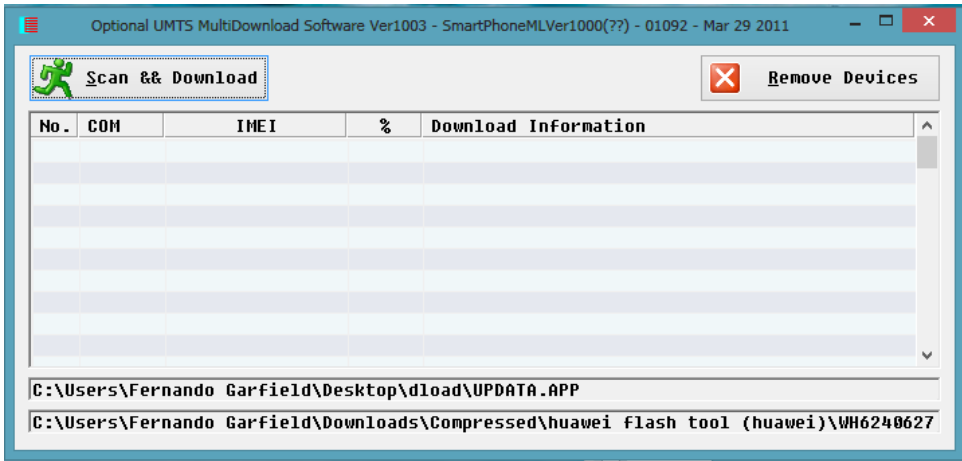 Optional UMTS MultiDownload Software Ver1003 - SmartPhoneMLVer1000(??) - 01092 - Mar 29 2011
Scan && Download
Remove Devices
No. COM IMEI % Download Information
C:\Users\Fernando Garfield\Desktop\dload\UPDATA.APP
C:\Users\Fernando Garfield\Downloads\Compressed\huawei flash tool (huawei)\WH6240627